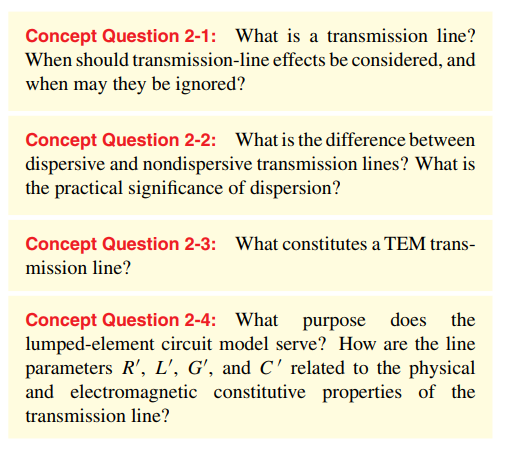 Concept Question 2-1: What is a transmission line?
When should transmission-line effects be considered, and
when may they be ignored?
Concept Question 2-2: What is the difference between
dispersive and nondispersive transmission lines? What is
the practical significance of dispersion?
Concept Question 2-3: What constitutes a TEM trans-
mission line?
Concept Question 2-4: What purpose does the
lumped-element circuit model serve? How are the line
parameters R′, L′, G′, and C′ related to the physical
and electromagnetic constitutive properties of the
transmission line?